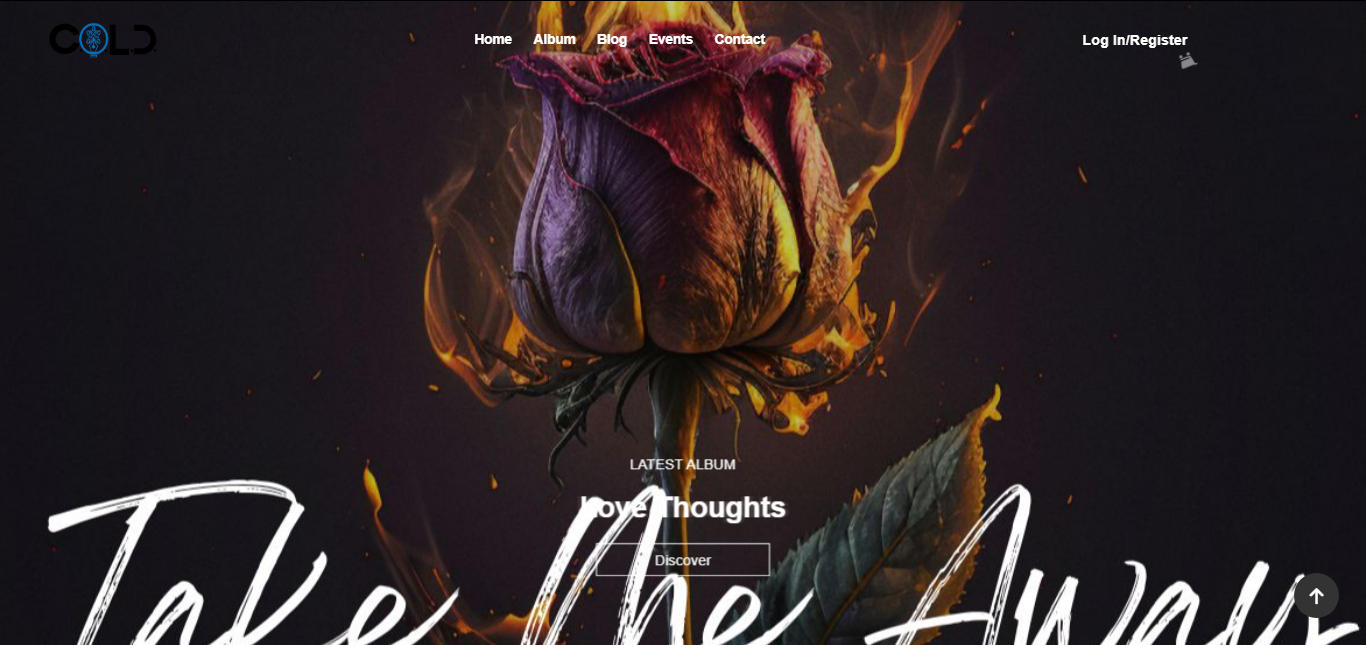 COLD
Home Album Blog Events Contact
Log In/Register
LATEST ALBUM
Love Thoughts
Discover
Take Me Away